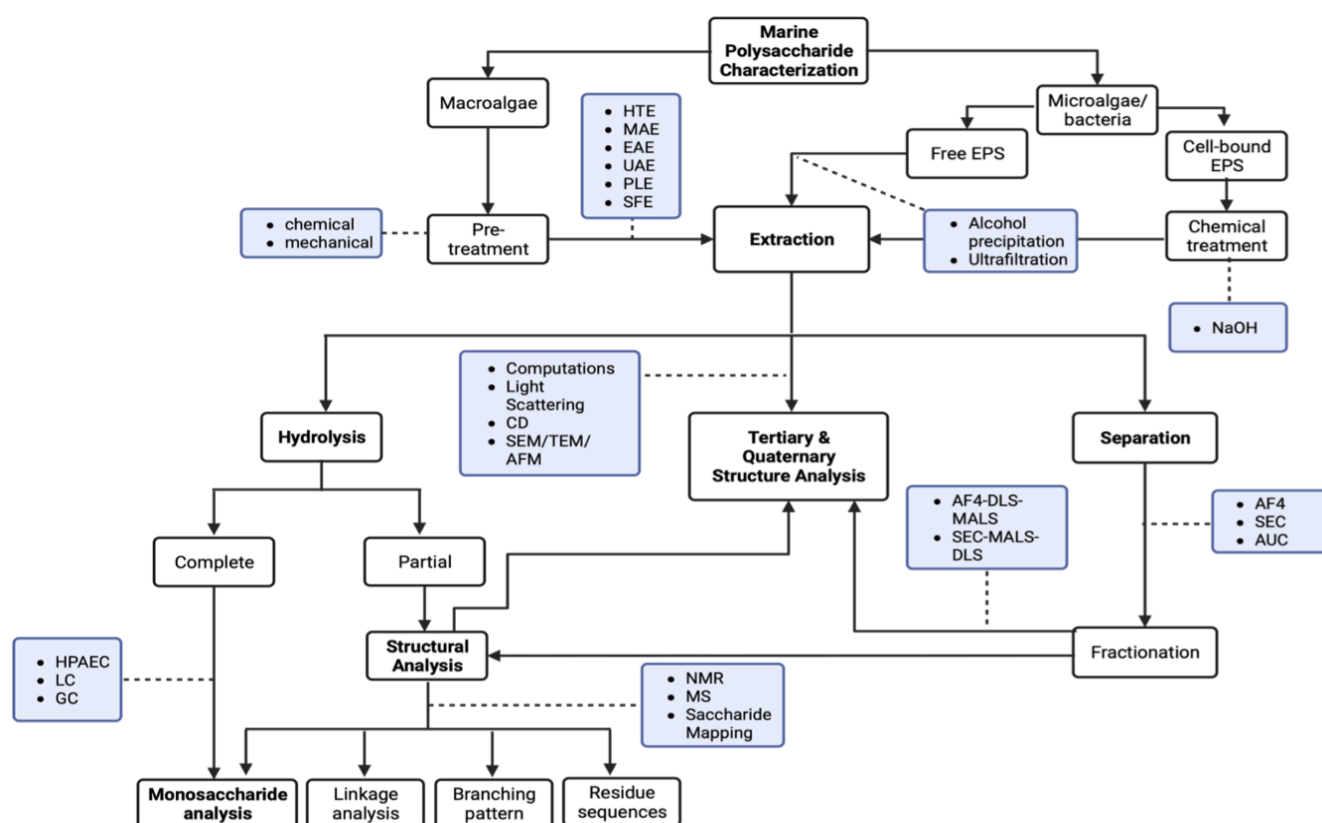 Marine
Polysaccharide
Characterization
Macroalgae
Microalgae/
bacteria
• HTE
• MAE
• EAE
• UAE
• PLE
• SFE
Free EPS
Cell-bound
EPS
• chemical
• mechanical
Pre-
treatment
Extraction
• Alcohol
precipitation
• Ultrafiltration
Chemical
treatment
• NaOH
• Computations
• Light
Scattering
• CD
• SEM/TEM/
AFM
Hydrolysis
Tertiary &
Quaternary
Structure Analysis
Separation
• AF4-DLS-
MALS
• SEC-MALS-
DLS
• AF4
• SEC
• AUC
Complete
Partial
Structural
Analysis
Fractionation
• HPAEC
• LC
• GC
• NMR
• MS
• Saccharide
Mapping
Monosaccharide
analysis
Linkage
analysis
Branching
pattern
Residue
sequences